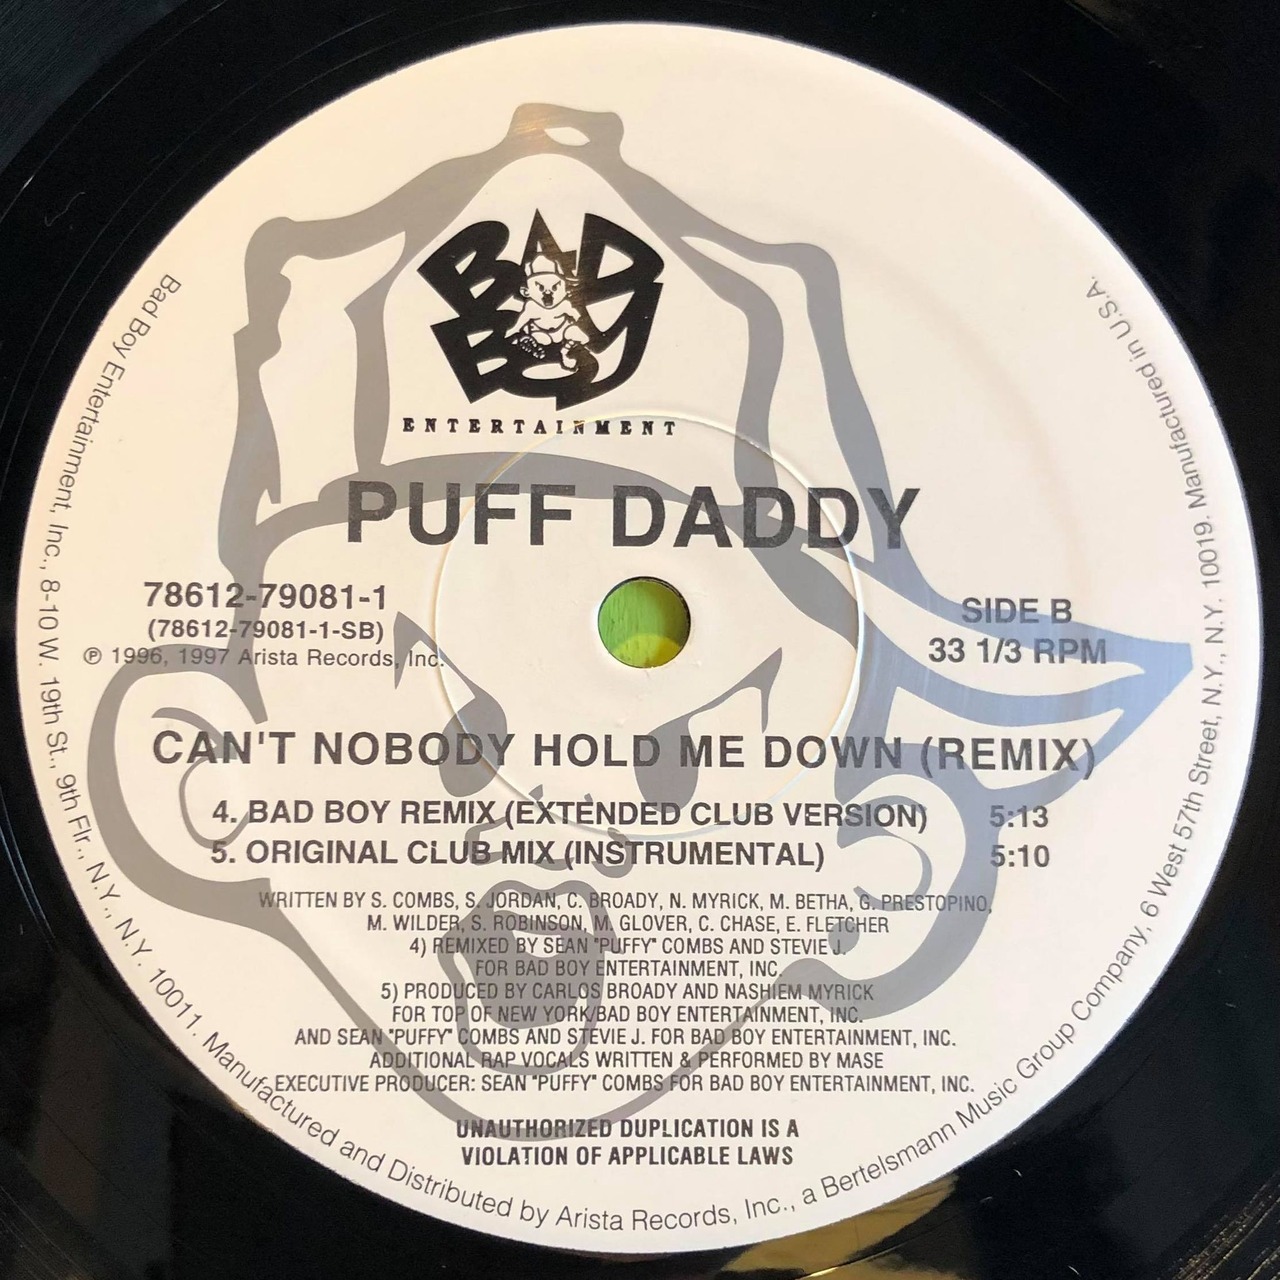 BAD BOY
ENTERTAINMENT
PUFF DADDY
78612-79081-1
(78612-79081-1-SB)
℗ 1996, 1997 Arista Records, Inc.
SIDE B
33 1/3 RPM
CAN'T NOBODY HOLD ME DOWN (REMIX)
4. BAD BOY REMIX (EXTENDED CLUB VERSION) 5:13
5. ORIGINAL CLUB MIX (INSTRUMENTAL) 5:10
WRITTEN BY S. COMBS, S. JORDAN, C. BROADY, N. MYRICK, M. BETHA, G. PRESTOPINO,
M. WILDER, S. ROBINSON, M. GLOVER, C. CHASE, E. FLETCHER
4) REMIXED BY SEAN "PUFFY" COMBS AND STEVIE J.
FOR BAD BOY ENTERTAINMENT, INC.
5) PRODUCED BY CARLOS BROADY AND NASHIEM MYRICK
FOR TOP OF NEW YORK/BAD BOY ENTERTAINMENT, INC.
AND SEAN "PUFFY" COMBS AND STEVIE J. FOR BAD BOY ENTERTAINMENT, INC.
ADDITIONAL RAP VOCALS WRITTEN & PERFORMED BY MASE
EXECUTIVE PRODUCER: SEAN "PUFFY" COMBS FOR BAD BOY ENTERTAINMENT, INC.
UNAUTHORIZED DUPLICATION IS A
VIOLATION OF APPLICABLE LAWS
Bad Boy Entertainment, Inc., 8-10 W. 19th St., 9th Flr., N.Y., N.Y. 10011. Manufactured and Distributed by Arista Records, Inc., a Bertelsmann Music Group Company, 6 West 57th Street, N.Y., N.Y. 10019. Manufactured in U.S.A.